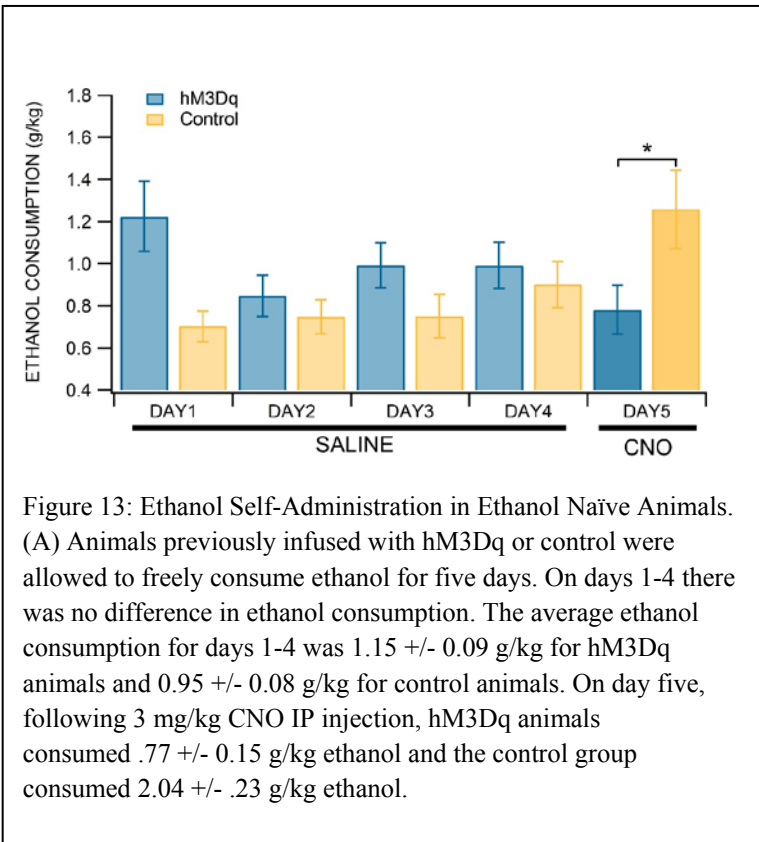 1.8
1.6
1.4
1.2
1.0
0.8
0.6
0.4
ETHANOL CONSUMPTION (g/kg)
hM3Dq
Control
*
DAY1 DAY2 DAY3 DAY4 DAY5
SALINE CNO
Figure 13: Ethanol Self-Administration in Ethanol Naïve Animals.
(A) Animals previously infused with hM3Dq or control were
allowed to freely consume ethanol for five days. On days 1-4 there
was no difference in ethanol consumption. The average ethanol
consumption for days 1-4 was 1.15 +/- 0.09 g/kg for hM3Dq
animals and 0.95 +/- 0.08 g/kg for control animals. On day five,
following 3 mg/kg CNO IP injection, hM3Dq animals
consumed .77 +/- 0.15 g/kg ethanol and the control group
consumed 2.04 +/- .23 g/kg ethanol.